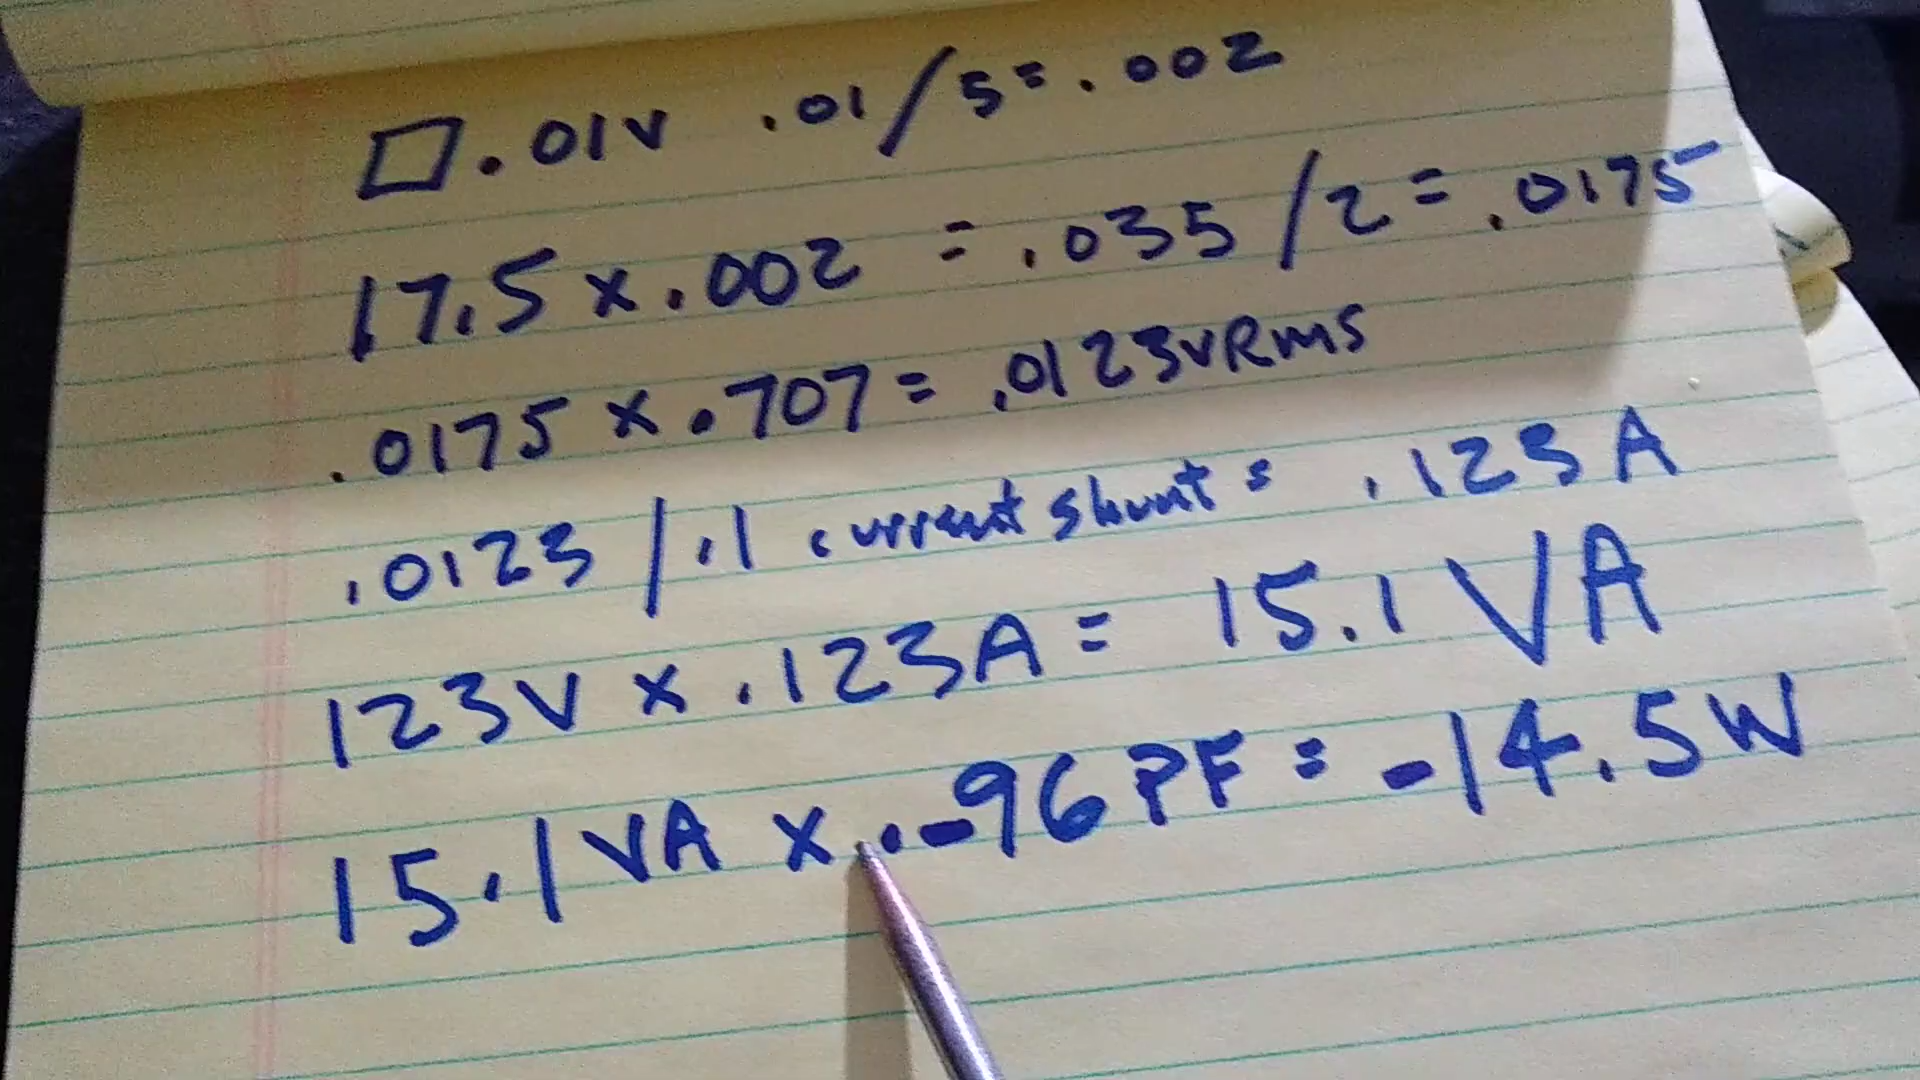 □.01V .01/5=.002
17.5 x .002 = .035/2=.0175
.0175 x .707 = .0123VRMS
.0123/.1 current shunt = .123A
123V x .123A = 15.1 VA
15.1VA x .-96PF = -14.5W